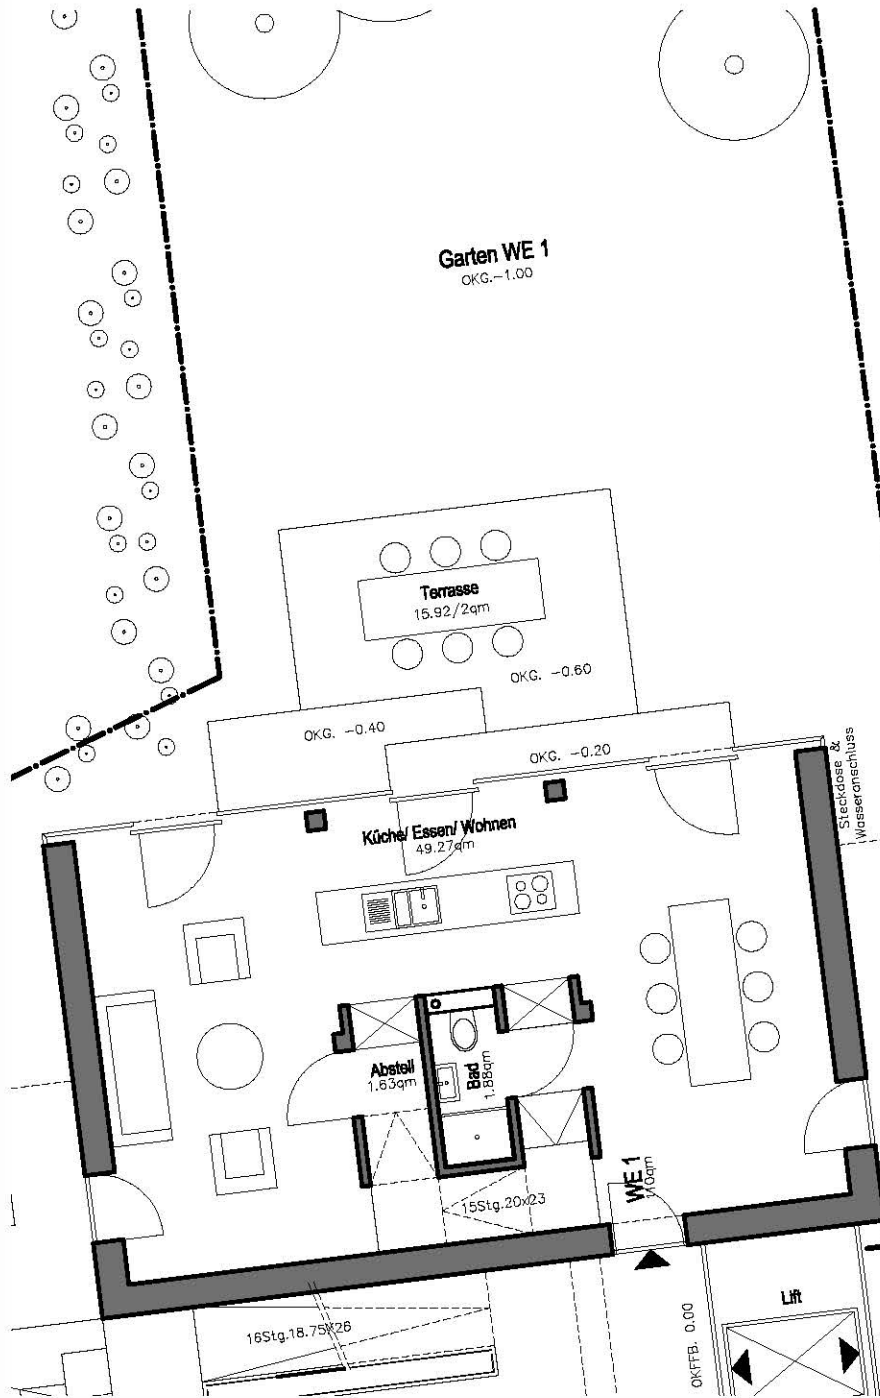 Garten WE 1
OKG.-1.00
Terrasse
15.92/2qm
OKG. -0.60
OKG. -0.40
OKG. -0.20
Steckdose &
Wasseranschluss
Küche/ Essen/ Wohnen
49.27qm
Abstell
1.63qm
Bad
1.88qm
WE 1
110qm
15Stg.20x23
16Stg.18.75x26
OKFFB. 0.00
Lift